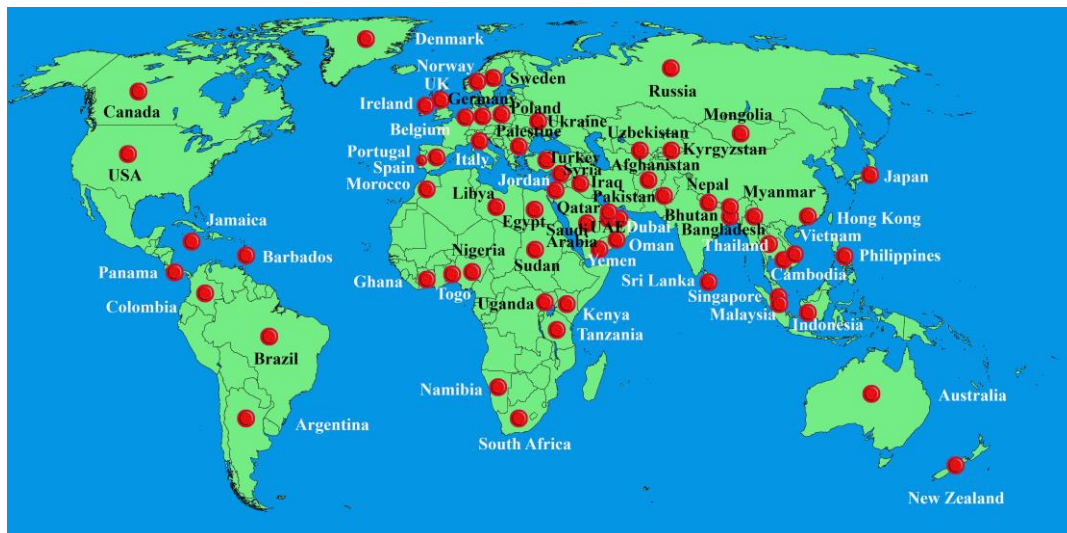 Denmark
Norway
Sweden
UK
Russia
Canada
Ireland
Germany
Poland
Ukraine
Mongolia
Belgium
Palestine
Uzbekistan
Kyrgyzstan
Portugal
Italy
Turkey
Afghanistan
USA
Spain
Syria
Japan
Morocco
Jordan
Iraq
Nepal
Myanmar
Libya
Pakistan
Qatar
Bhutan
Jamaica
Egypt
Saudi
UAE
Dubai
Bangladesh
Hong Kong
Arabia
Oman
Thailand
Vietnam
Nigeria
Barbados
Sudan
Yemen
Philippines
Panama
Ghana
Togo
Sri Lanka
Cambodia
Colombia
Uganda
Kenya
Singapore
Malaysia
Indonesia
Tanzania
Brazil
Namibia
Australia
Argentina
South Africa
New Zealand